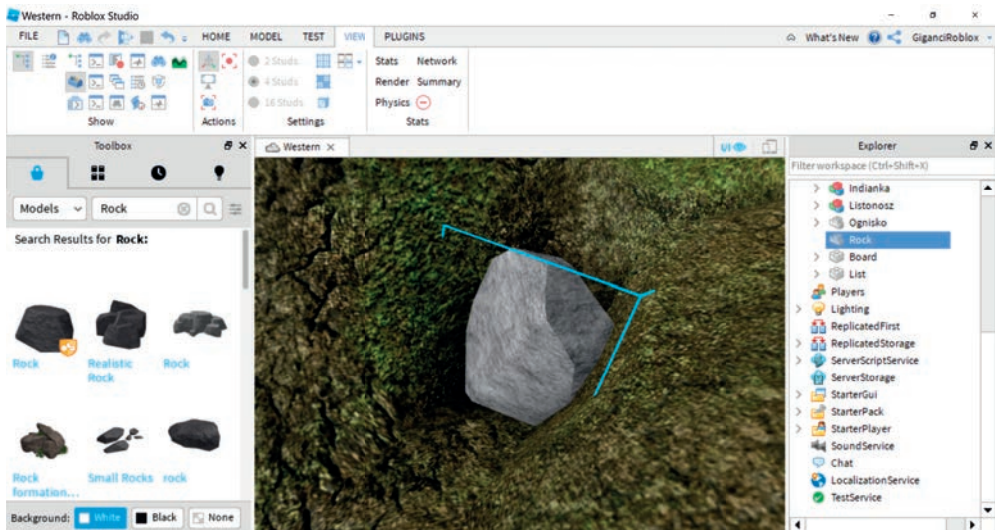 Western - Roblox Studio
FILE HOME MODEL TEST VIEW PLUGINS What's New GiganciRoblox
2 Studs
4 Studs
16 Studs
Stats Network
Render Summary
Physics
Show Actions Settings Stats
Toolbox
Western
UI
Explorer
Filter workspace (Ctrl+Shift+X)
Models Rock
Search Results for Rock:
Rock
Realistic
Rock
Rock
Rock
formation...
Small Rocks
rock
Background: White Black None
Indianka
Listonosz
Ognisko
Rock
Board
List
Players
Lighting
ReplicatedFirst
ReplicatedStorage
ServerScriptService
ServerStorage
StarterGui
StarterPack
StarterPlayer
SoundService
Chat
LocalizationService
TestService